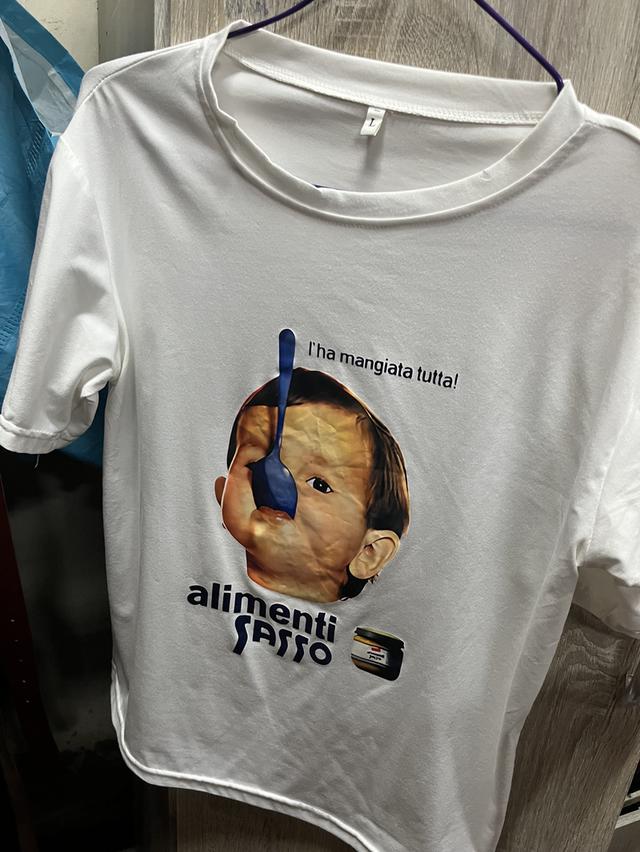 L
l'ha mangiata tutta!
alimenti
SASSO